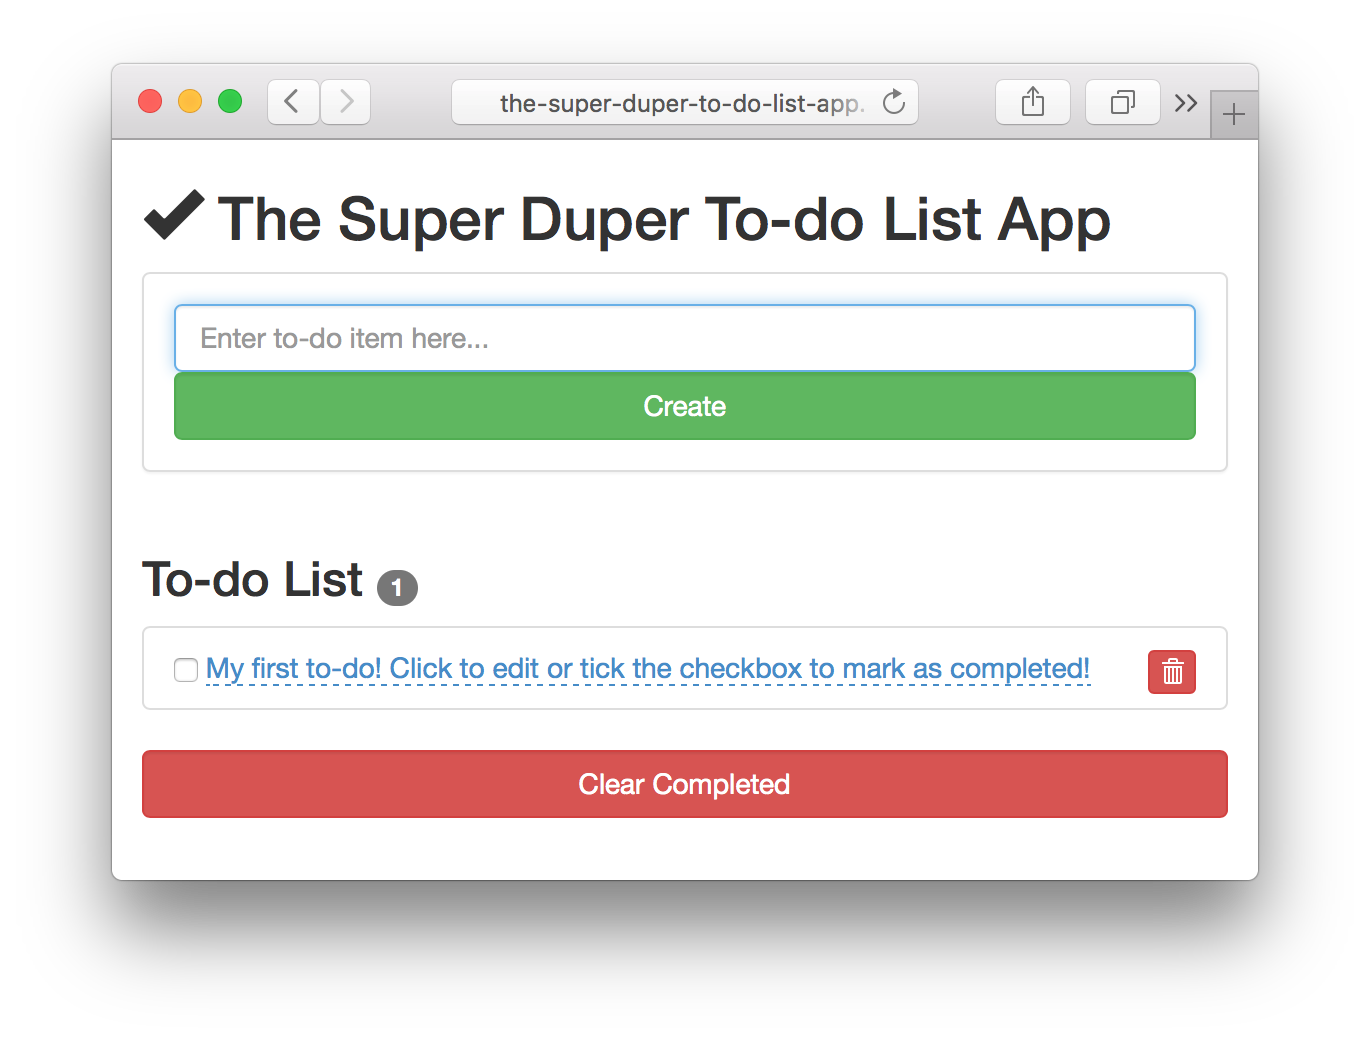 the-super-duper-to-do-list-app.
The Super Duper To-do List App
Enter to-do item here...
Create
To-do List 1
My first to-do! Click to edit or tick the checkbox to mark as completed!
Clear Completed